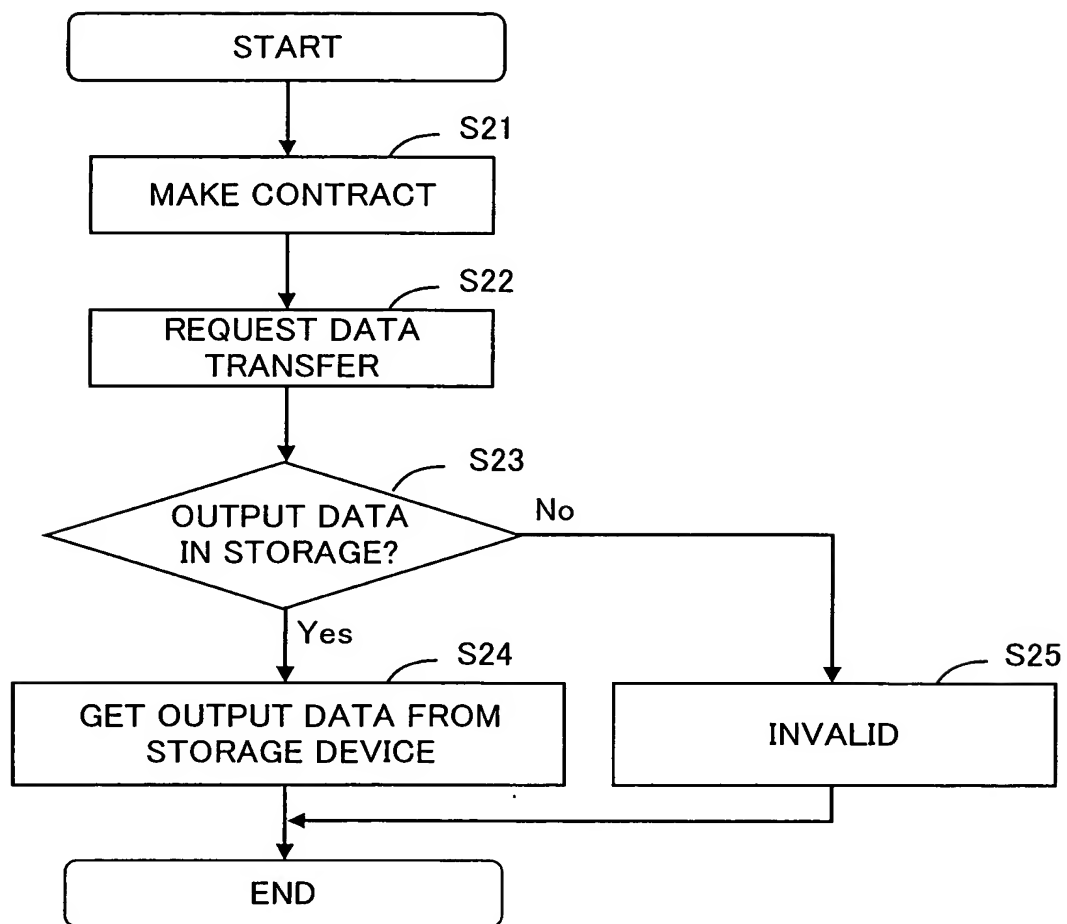 START
S21
MAKE CONTRACT
S22
REQUEST DATA
TRANSFER
S23
OUTPUT DATA
IN STORAGE?
No
Yes
S24
GET OUTPUT DATA FROM
STORAGE DEVICE
S25
INVALID
END